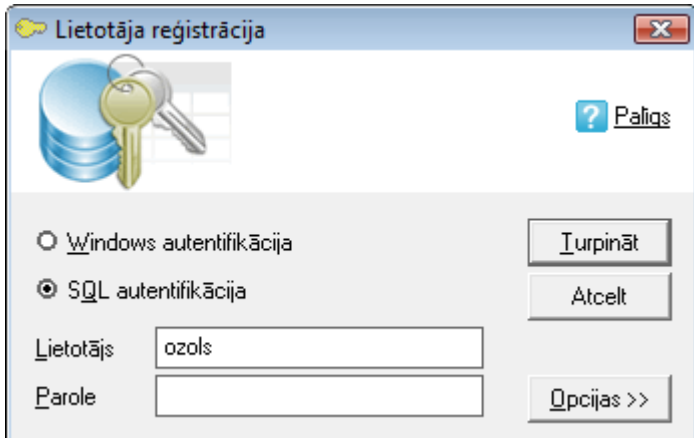 Lietotāja reģistrācija
? Palīgs
Windows autentifikācija
Turpināt
SQL autentifikācija
Atcelt
Lietotājs ozols
Parole
Opcijas >>